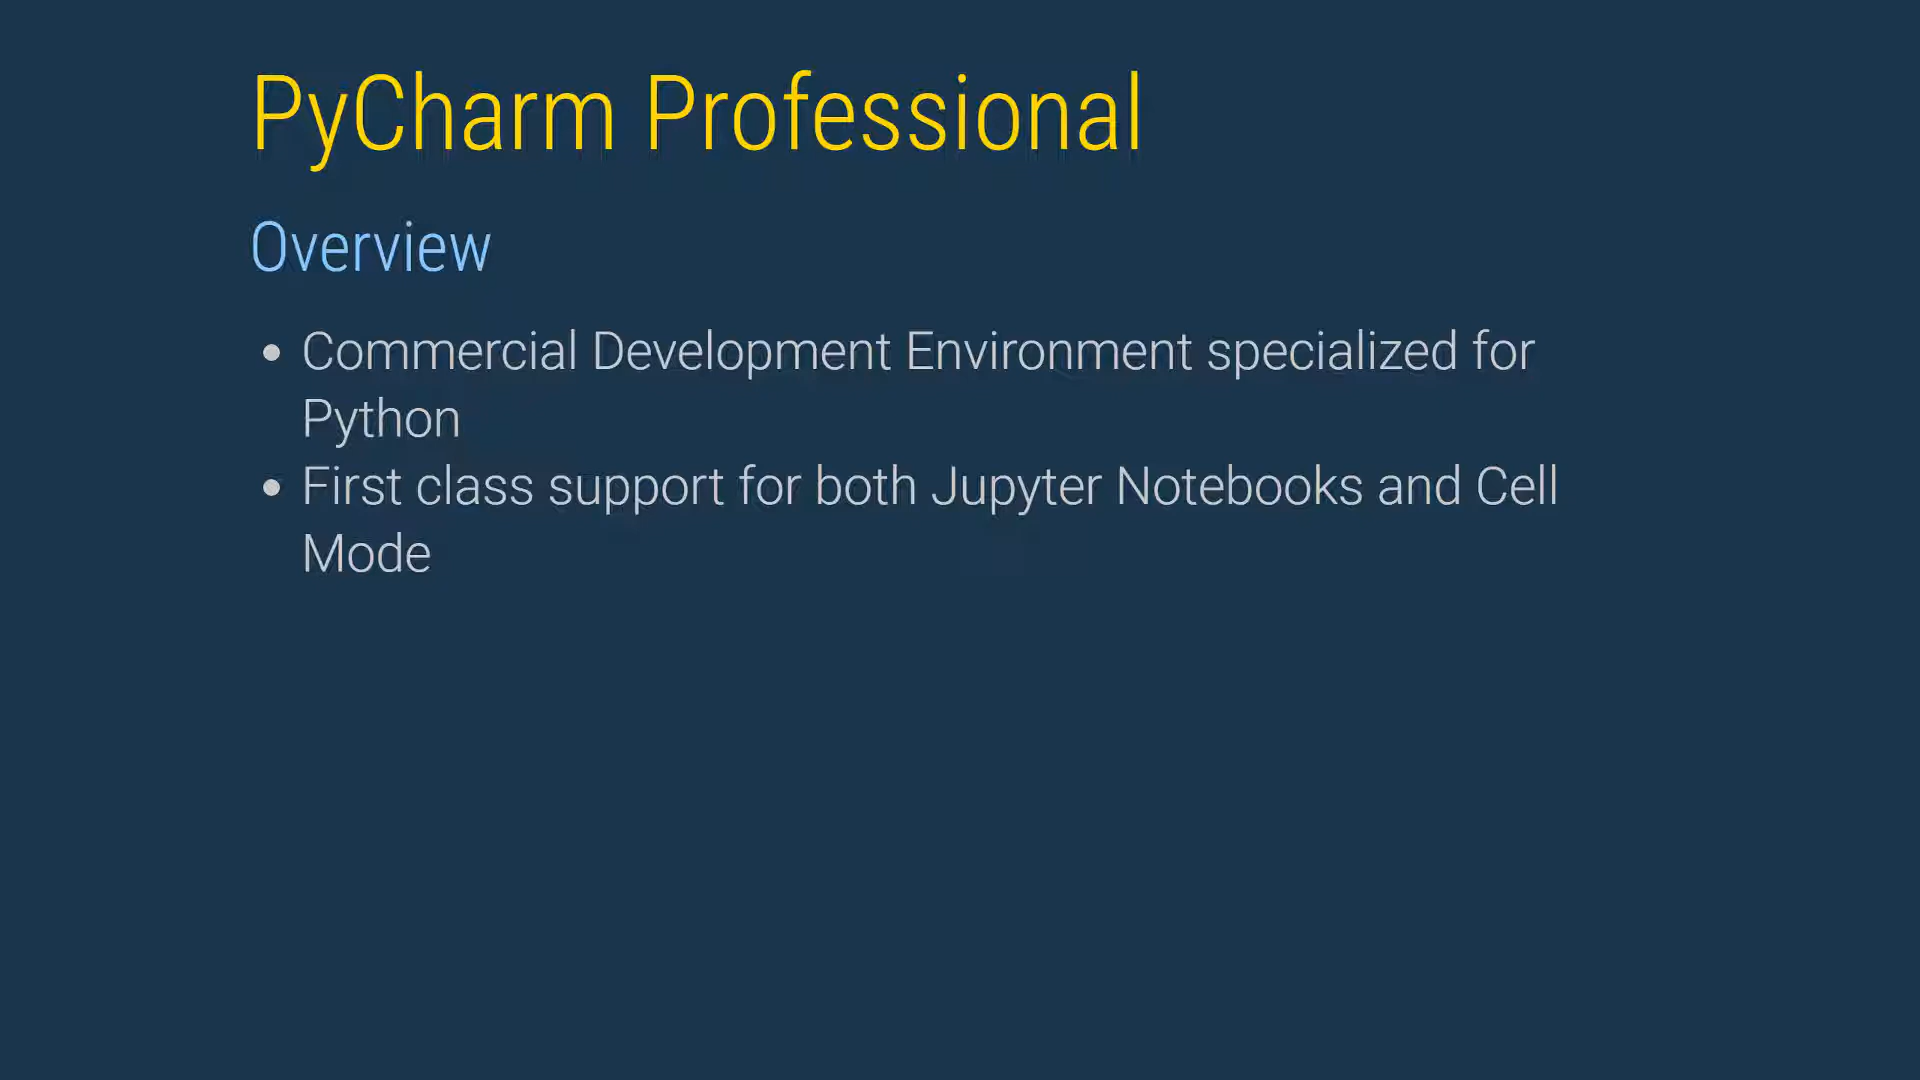 PyCharm Professional
Overview
• Commercial Development Environment specialized for
Python
• First class support for both Jupyter Notebooks and Cell
Mode